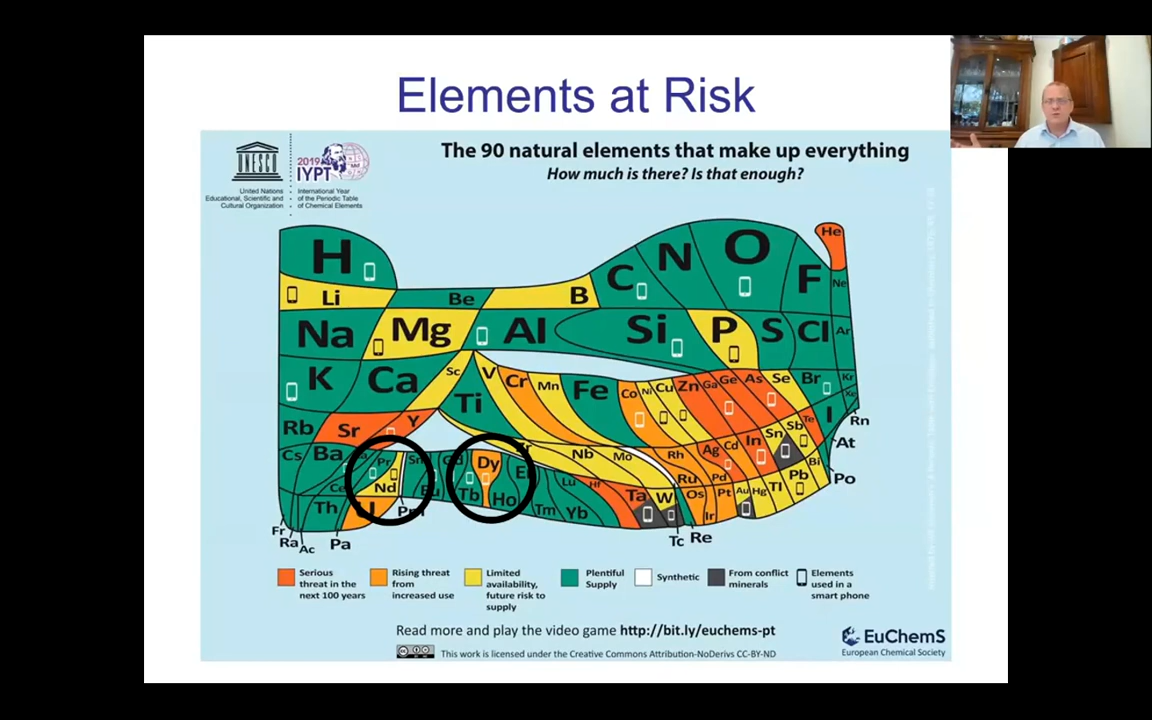 Elements at Risk
UNESCO
2019
IYPT
United Nations
Educational, Scientific and
Cultural Organization
International Year
of the Periodic Table
of Chemical Elements
The 90 natural elements that make up everything
How much is there? Is that enough?
H He
Li Be B C N O F Ne
Na Mg Al Si P S Cl Ar
K Ca Sc Ti V Cr Mn Fe Co Ni Cu Zn Ga Ge As Se Br Kr
Rb Sr Y Nb Mo Ru Rh Pd Ag Cd In Sn Sb Te I Xe
Cs Ba Hf Ta W Re Os Ir Pt Au Hg Tl Pb Bi Po At Rn
Ce Pr Nd Eu Tb Dy Ho Tm Yb Lu
Fr Ra Ac Th Pa U Tc
Serious
threat in the
next 100 years
Rising threat
from
increased use
Limited
availability,
future risk to
supply
Plentiful
Supply
Synthetic
From conflict
minerals
Elements
used in a
smart phone
Read more and play the video game http://bit.ly/euchems-pt
EuChemS
European Chemical Society
This work is licensed under the Creative Commons Attribution-NoDerivs CC-BY-ND